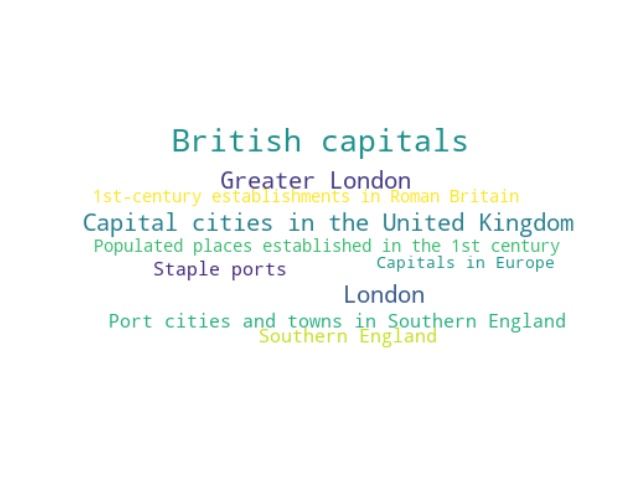 British capitals
Greater London
1st-century establishments in Roman Britain
Capital cities in the United Kingdom
Populated places established in the 1st century
Capitals in Europe
Staple ports
London
Port cities and towns in Southern England
Southern England